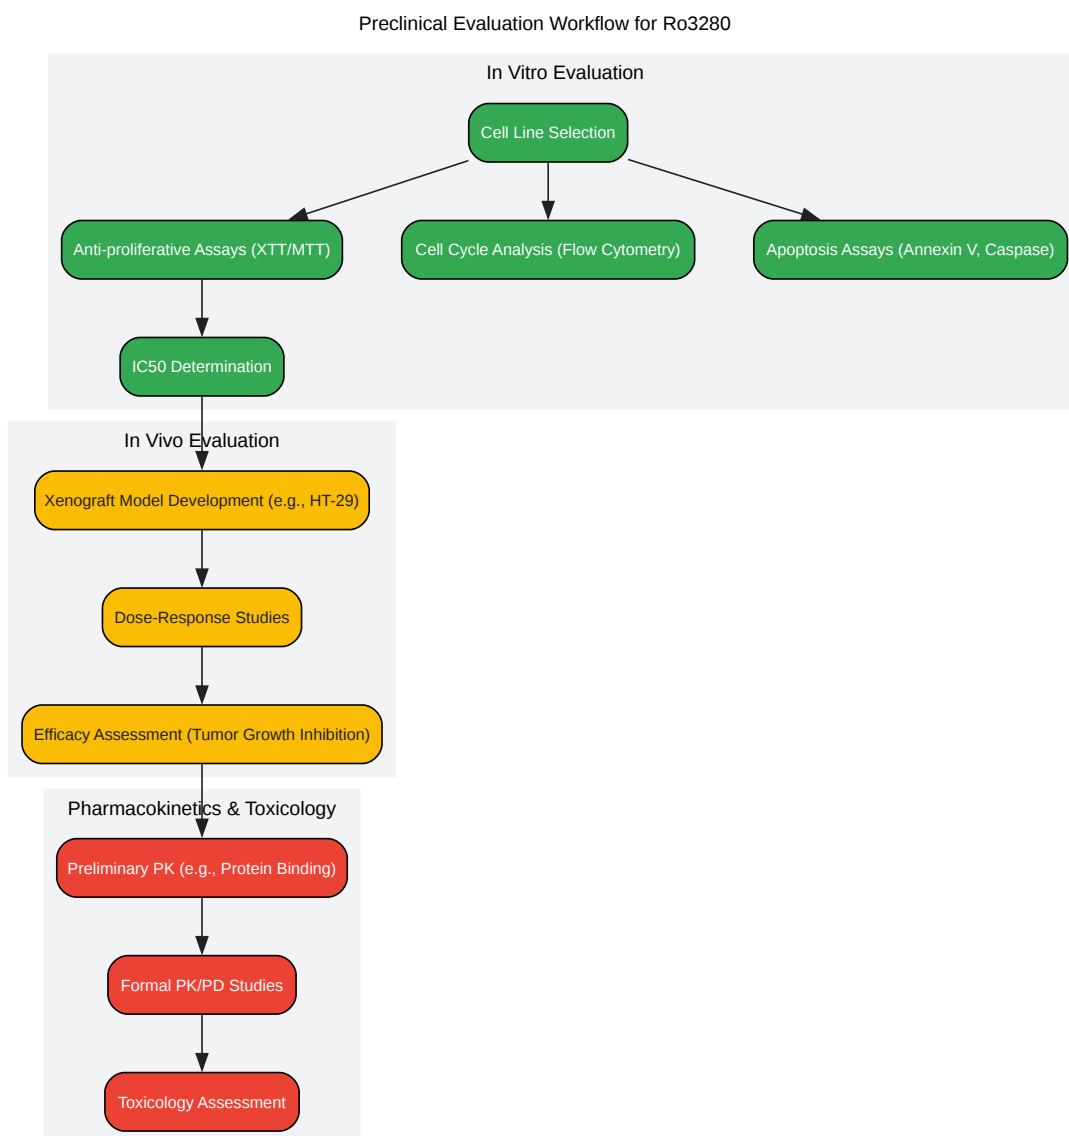 Preclinical Evaluation Workflow for Ro3280
In Vitro Evaluation
Cell Line Selection
Anti-proliferative Assays (XTT/MTT)
Cell Cycle Analysis (Flow Cytometry)
Apoptosis Assays (Annexin V, Caspase)
IC50 Determination
In Vivo Evaluation
Xenograft Model Development (e.g., HT-29)
Dose-Response Studies
Efficacy Assessment (Tumor Growth Inhibition)
Pharmacokinetics & Toxicology
Preliminary PK (e.g., Protein Binding)
Formal PK/PD Studies
Toxicology Assessment